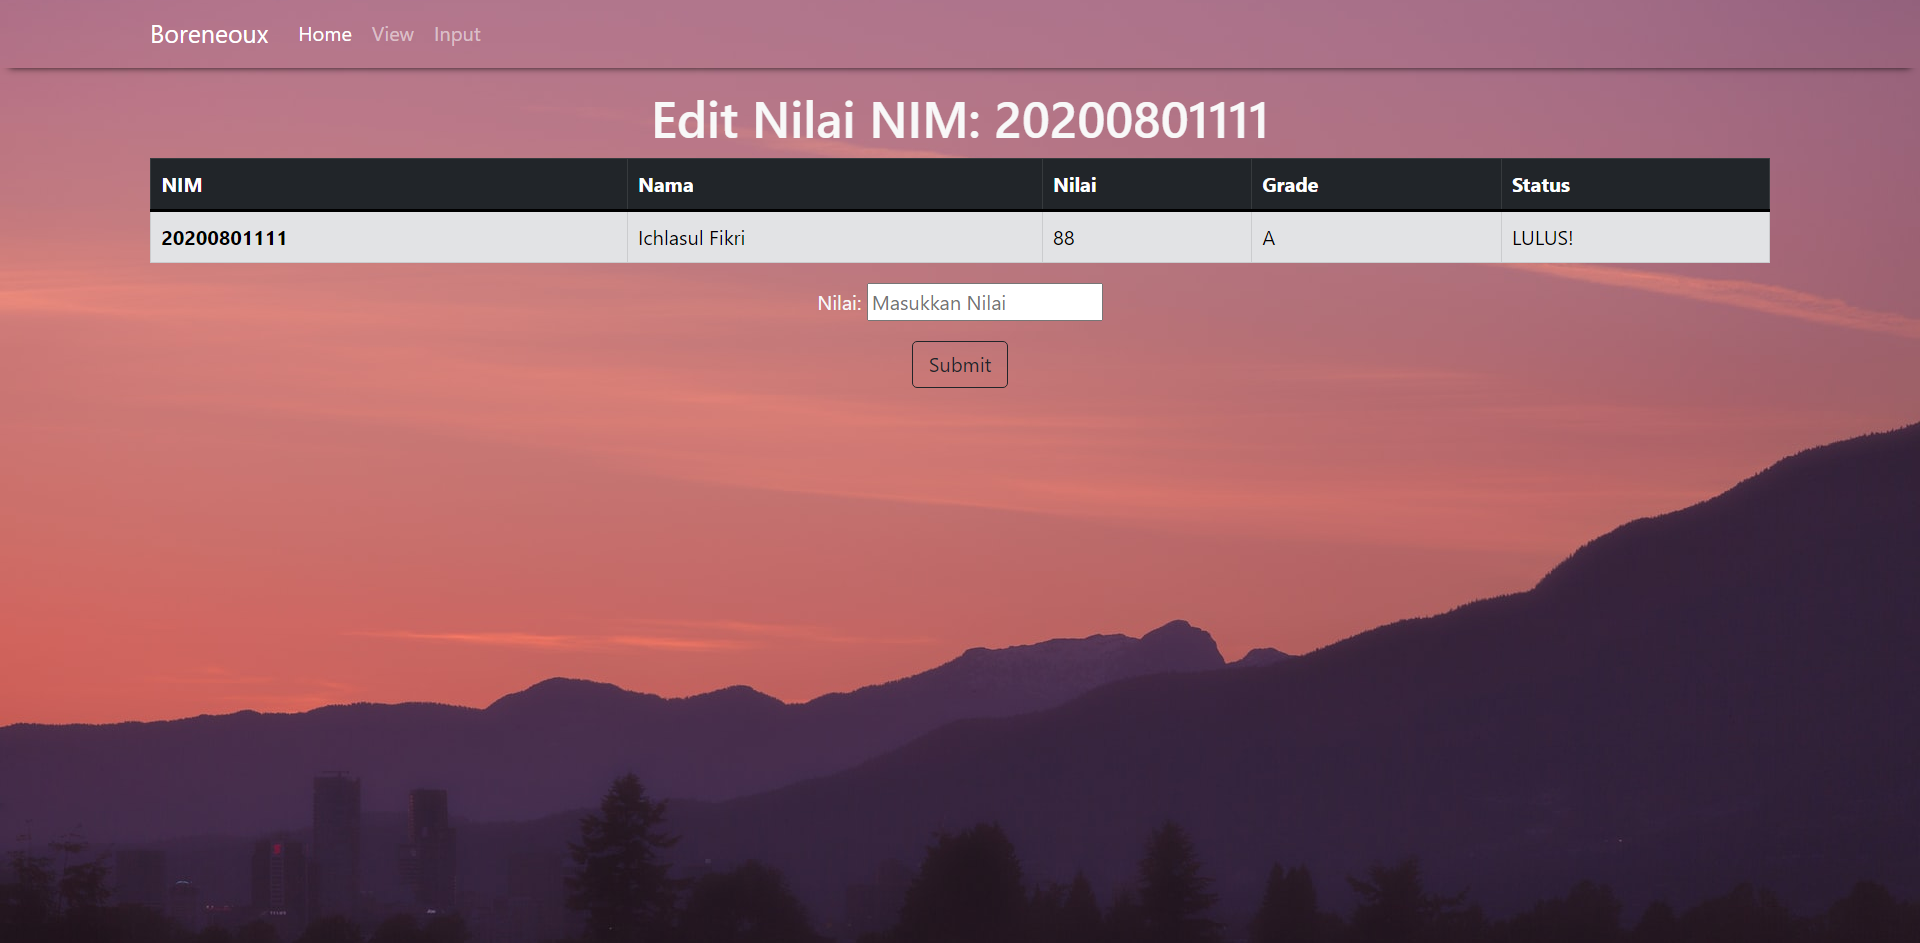 Boreneoux Home View Input
Edit Nilai NIM: 20200801111
NIM Nama Nilai Grade Status
20200801111 Ichlasul Fikri 88 A LULUS!
Nilai: Masukkan Nilai
Submit